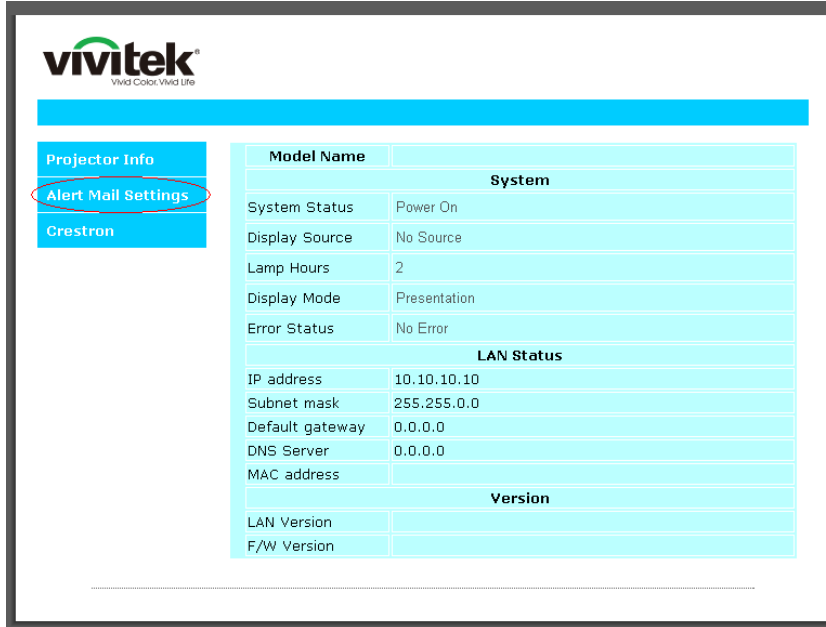 vivitek®
Vivid Color. Vivid Life
Projector Info
Alert Mail Settings
Crestron
Model Name
System
System Status Power On
Display Source No Source
Lamp Hours 2
Display Mode Presentation
Error Status No Error
LAN Status
IP address 10.10.10.10
Subnet mask 255.255.0.0
Default gateway 0.0.0.0
DNS Server 0.0.0.0
MAC address
Version
LAN Version
F/W Version